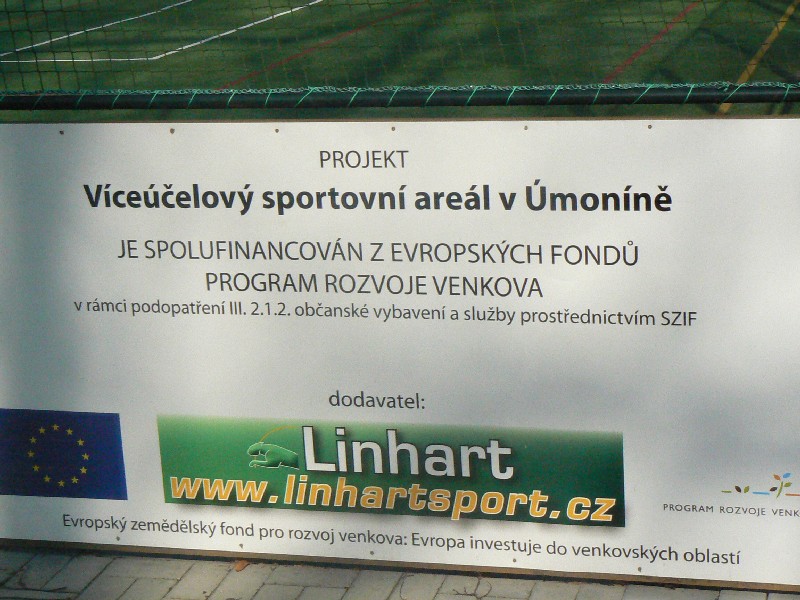 PROJEKT
Víceúčelový sportovní areál v Úmoníně
JE SPOLUFINANCOVÁN Z EVROPSKÝCH FONDŮ
PROGRAM ROZVOJE VENKOVA
v rámci podopatření III. 2.1.2. občanské vybavení a služby prostřednictvím SZIF
dodavatel:
Linhart
www.linhartsport.cz
PROGRAM ROZVOJE VENK
Evropský zemědělský fond pro rozvoj venkova: Evropa investuje do venkovských oblastí